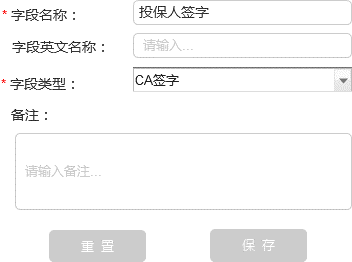 * 字段名称： 投保人签字
字段英文名称： 请输入...
* 字段类型： CA签字
备注：
请输入备注...
重 置 保 存